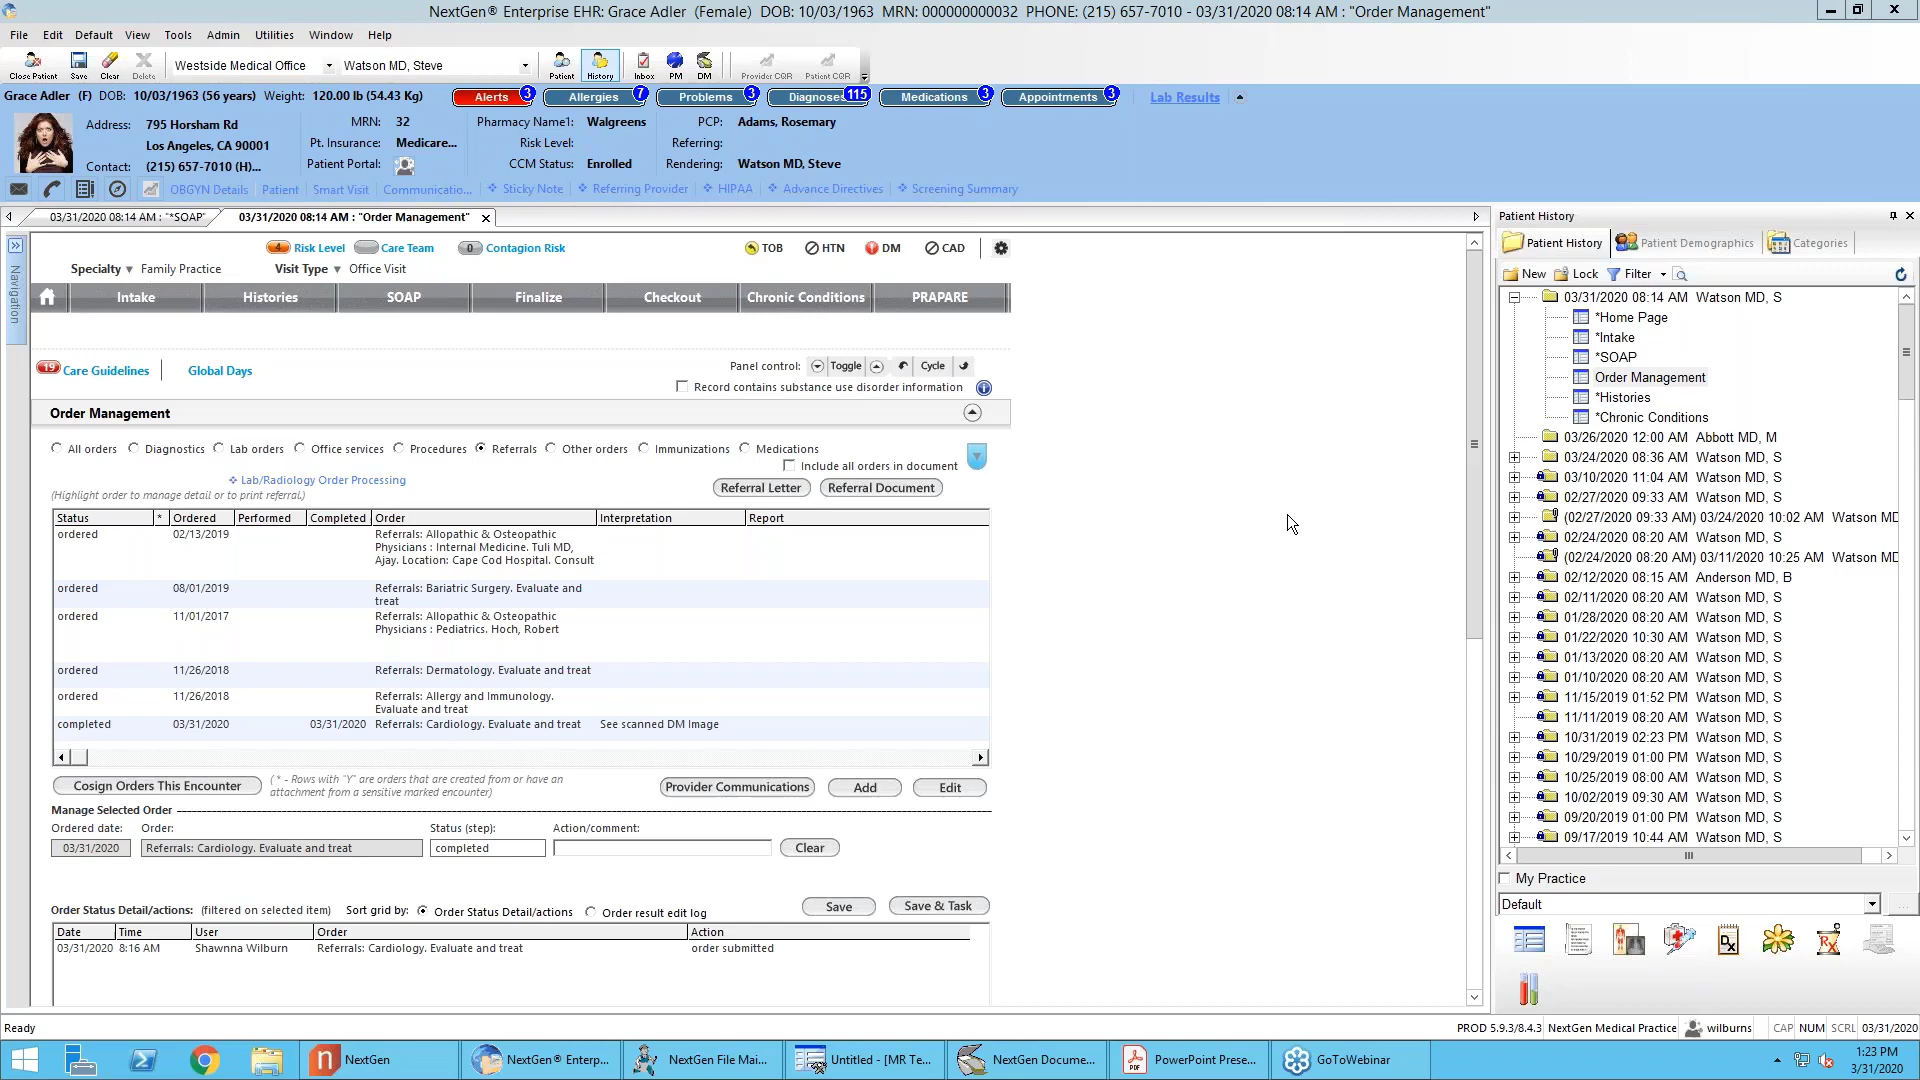 NextGen® Enterprise EHR: Grace Adler (Female) DOB: 10/03/1963 MRN: 000000000032 PHONE: (215) 657-7010 - 03/31/2020 08:14 AM : "Order Management"
File Edit Default View Tools Admin Utilities Window Help
Close Patient Save Clear Delete Westside Medical Office Watson MD, Steve Patient History Inbox PM DM Provider CQR Patient CQR
Grace Adler (F) DOB: 10/03/1963 (56 years) Weight: 120.00 lb (54.43 Kg) Alerts 3 Allergies 7 Problems 3 Diagnoses 115 Medications 3 Appointments 3 Lab Results
Address: 795 Horsham Rd MRN: 32 Pharmacy Name1: Walgreens PCP: Adams, Rosemary
Los Angeles, CA 90001 Pt. Insurance: Medicare... Risk Level: Referring:
Contact: (215) 657-7010 (H)... Patient Portal: CCM Status: Enrolled Rendering: Watson MD, Steve
OBGYN Details Patient Smart Visit Communicatio... Sticky Note Referring Provider HIPAA Advance Directives Screening Summary
03/31/2020 08:14 AM : "*SOAP" 03/31/2020 08:14 AM : "Order Management"
Navigation
4 Risk Level Care Team 0 Contagion Risk TOB HTN DM CAD
Specialty Family Practice Visit Type Office Visit
Intake Histories SOAP Finalize Checkout Chronic Conditions PRAPARE
19 Care Guidelines Global Days Panel control: Toggle Cycle
Record contains substance use disorder information
Order Management
All orders Diagnostics Lab orders Office services Procedures Referrals Other orders Immunizations Medications
Include all orders in document
Lab/Radiology Order Processing
(Highlight order to manage detail or to print referral.) Referral Letter Referral Document
Status * Ordered Performed Completed Order Interpretation Report
ordered 02/13/2019 Referrals: Allopathic & Osteopathic
Physicians : Internal Medicine. Tuli MD,
Ajay. Location: Cape Cod Hospital. Consult
ordered 08/01/2019 Referrals: Bariatric Surgery. Evaluate and
treat
ordered 11/01/2017 Referrals: Allopathic & Osteopathic
Physicians : Pediatrics. Hoch, Robert
ordered 11/26/2018 Referrals: Dermatology. Evaluate and treat
ordered 11/26/2018 Referrals: Allergy and Immunology.
Evaluate and treat
completed 03/31/2020 03/31/2020 Referrals: Cardiology. Evaluate and treat See scanned DM Image
Cosign Orders This Encounter (* - Rows with "Y" are orders that are created from or have an
attachment from a sensitive marked encounter) Provider Communications Add Edit
Manage Selected Order
Ordered date: Order: Status (step): Action/comment:
03/31/2020 Referrals: Cardiology. Evaluate and treat completed Clear
Order Status Detail/actions: (filtered on selected item) Sort grid by: Order Status Detail/actions Order result edit log Save Save & Task
Date Time User Order Action
03/31/2020 8:16 AM Shawnna Wilburn Referrals: Cardiology. Evaluate and treat order submitted
Patient History
Patient History Patient Demographics Categories
New Lock Filter
03/31/2020 08:14 AM Watson MD, S
*Home Page
*Intake
*SOAP
Order Management
*Histories
*Chronic Conditions
03/26/2020 12:00 AM Abbott MD, M
03/24/2020 08:36 AM Watson MD, S
03/10/2020 11:04 AM Watson MD, S
02/27/2020 09:33 AM Watson MD, S
(02/27/2020 09:33 AM) 03/24/2020 10:02 AM Watson MD
02/24/2020 08:20 AM Watson MD, S
(02/24/2020 08:20 AM) 03/11/2020 10:25 AM Watson MD
02/12/2020 08:15 AM Anderson MD, B
02/11/2020 08:20 AM Watson MD, S
01/28/2020 08:20 AM Watson MD, S
01/22/2020 10:30 AM Watson MD, S
01/13/2020 08:20 AM Watson MD, S
01/10/2020 08:20 AM Watson MD, S
11/15/2019 01:52 PM Watson MD, S
11/11/2019 08:20 AM Watson MD, S
10/31/2019 02:23 PM Watson MD, S
10/29/2019 01:00 PM Watson MD, S
10/25/2019 08:00 AM Watson MD, S
10/02/2019 09:30 AM Watson MD, S
09/20/2019 01:00 PM Watson MD, S
09/17/2019 10:44 AM Watson MD, S
My Practice
Default
Dx Rx
Ready PROD 5.9.3/8.4.3 NextGen Medical Practice wilburns CAP NUM SCRL 03/31/2020
n NextGen NextGen® Enterp... NextGen File Mai... Untitled - [MR Te... NextGen Docume... PDF PowerPoint Prese... GoToWebinar 1:23 PM
3/31/2020